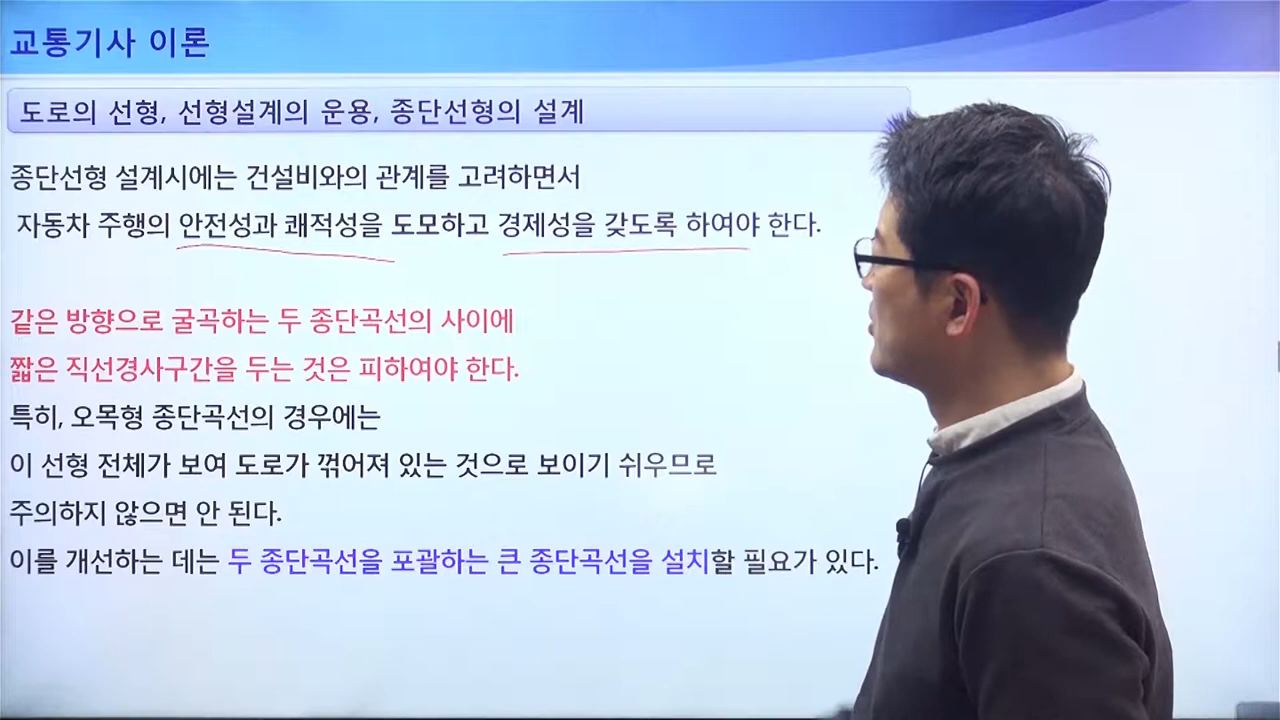 교통기사 이론
도로의 선형, 선형설계의 운용, 종단선형의 설계
종단선형 설계시에는 건설비와의 관계를 고려하면서
자동차 주행의 안전성과 쾌적성을 도모하고 경제성을 갖도록 하여야 한다.
같은 방향으로 굴곡하는 두 종단곡선의 사이에
짧은 직선경사구간을 두는 것은 피하여야 한다.
특히, 오목형 종단곡선의 경우에는
이 선형 전체가 보여 도로가 꺾어져 있는 것으로 보이기 쉬우므로
주의하지 않으면 안 된다.
이를 개선하는 데는 두 종단곡선을 포괄하는 큰 종단곡선을 설치할 필요가 있다.